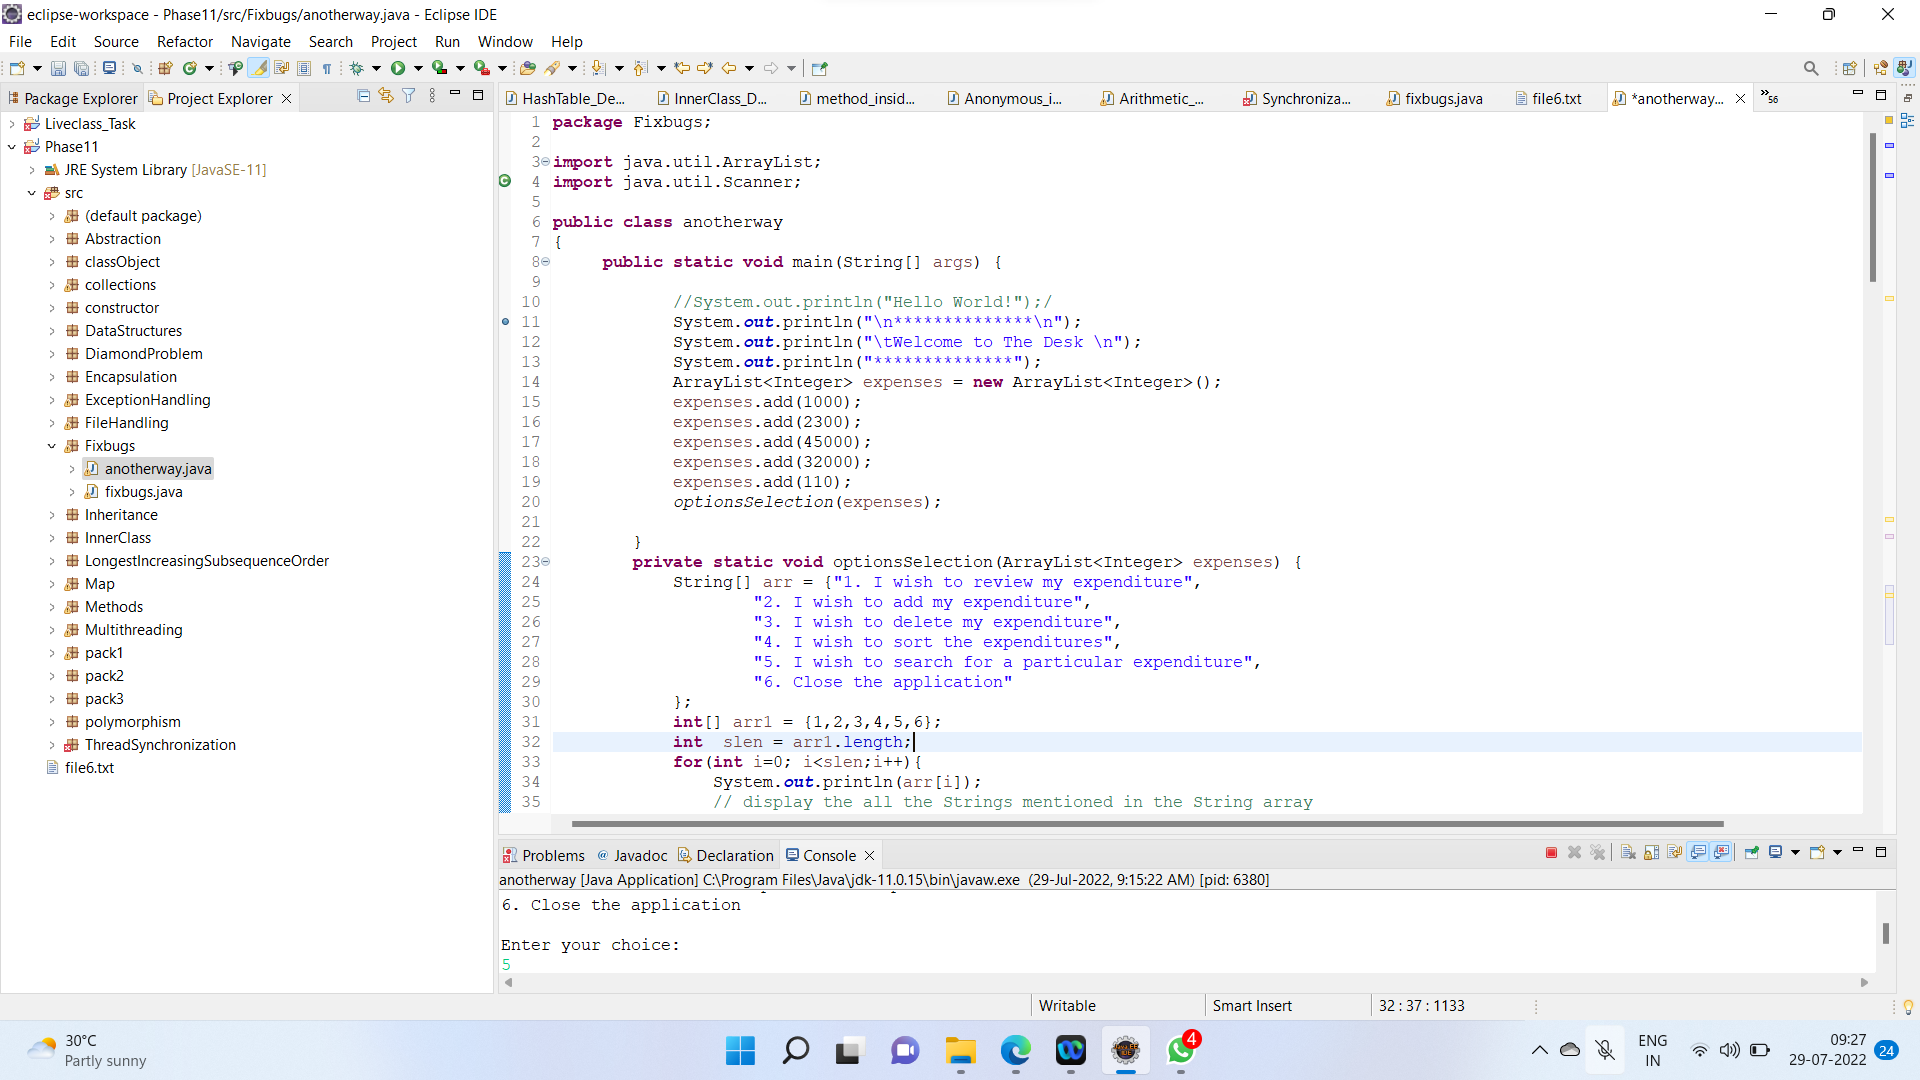 eclipse-workspace - Phase11/src/Fixbugs/anotherway.java - Eclipse IDE
File Edit Source Refactor Navigate Search Project Run Window Help
Package Explorer Project Explorer
Liveclass_Task
Phase11
JRE System Library [JavaSE-11]
src
(default package)
Abstraction
classObject
collections
constructor
DataStructures
DiamondProblem
Encapsulation
ExceptionHandling
FileHandling
Fixbugs
anotherway.java
fixbugs.java
Inheritance
InnerClass
LongestIncreasingSubsequenceOrder
Map
Methods
Multithreading
pack1
pack2
pack3
polymorphism
ThreadSynchronization
file6.txt
HashTable_De... InnerClass_D... method_insid... Anonymous_i... Arithmetic_... Synchroniza... fixbugs.java file6.txt *anotherway... »56
1 package Fixbugs;
2
3 import java.util.ArrayList;
4 import java.util.Scanner;
5
6 public class anotherway
7 {
8 public static void main(String[] args) {
9
10 //System.out.println("Hello World!");/
11 System.out.println("\n**************\n");
12 System.out.println("\tWelcome to The Desk \n");
13 System.out.println("**************");
14 ArrayList<Integer> expenses = new ArrayList<Integer>();
15 expenses.add(1000);
16 expenses.add(2300);
17 expenses.add(45000);
18 expenses.add(32000);
19 expenses.add(110);
20 optionsSelection(expenses);
21
22 }
23 private static void optionsSelection(ArrayList<Integer> expenses) {
24 String[] arr = {"1. I wish to review my expenditure",
25 "2. I wish to add my expenditure",
26 "3. I wish to delete my expenditure",
27 "4. I wish to sort the expenditures",
28 "5. I wish to search for a particular expenditure",
29 "6. Close the application"
30 };
31 int[] arr1 = {1,2,3,4,5,6};
32 int  slen = arr1.length;
33 for(int i=0; i<slen;i++){
34 System.out.println(arr[i]);
35 // display the all the Strings mentioned in the String array
Problems @ Javadoc Declaration Console
anotherway [Java Application] C:\Program Files\Java\jdk-11.0.15\bin\javaw.exe (29-Jul-2022, 9:15:22 AM) [pid: 6380]
6. Close the application
Enter your choice:
5
Writable Smart Insert 32 : 37 : 1133
30°C
Partly sunny
4
ENG
IN
09:27
29-07-2022
24